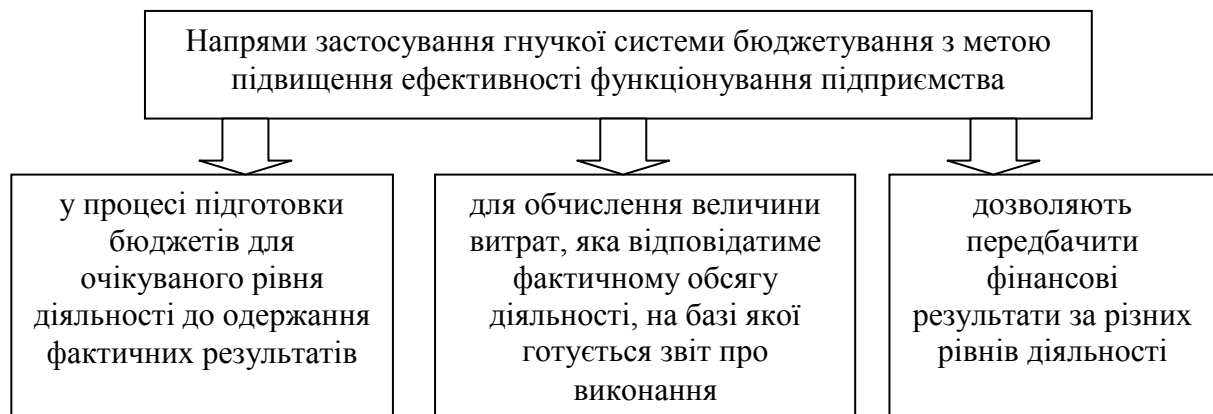 Напрями застосування гнучкої системи бюджетування з метою
підвищення ефективності функціонування підприємства
у процесі підготовки
бюджетів для
очікуваного рівня
діяльності до одержання
фактичних результатів
для обчислення величини
витрат, яка відповідатиме
фактичному обсягу
діяльності, на базі якої
готується звіт про
виконання
дозволяють
передбачити
фінансові
результати за різних
рівнів діяльності